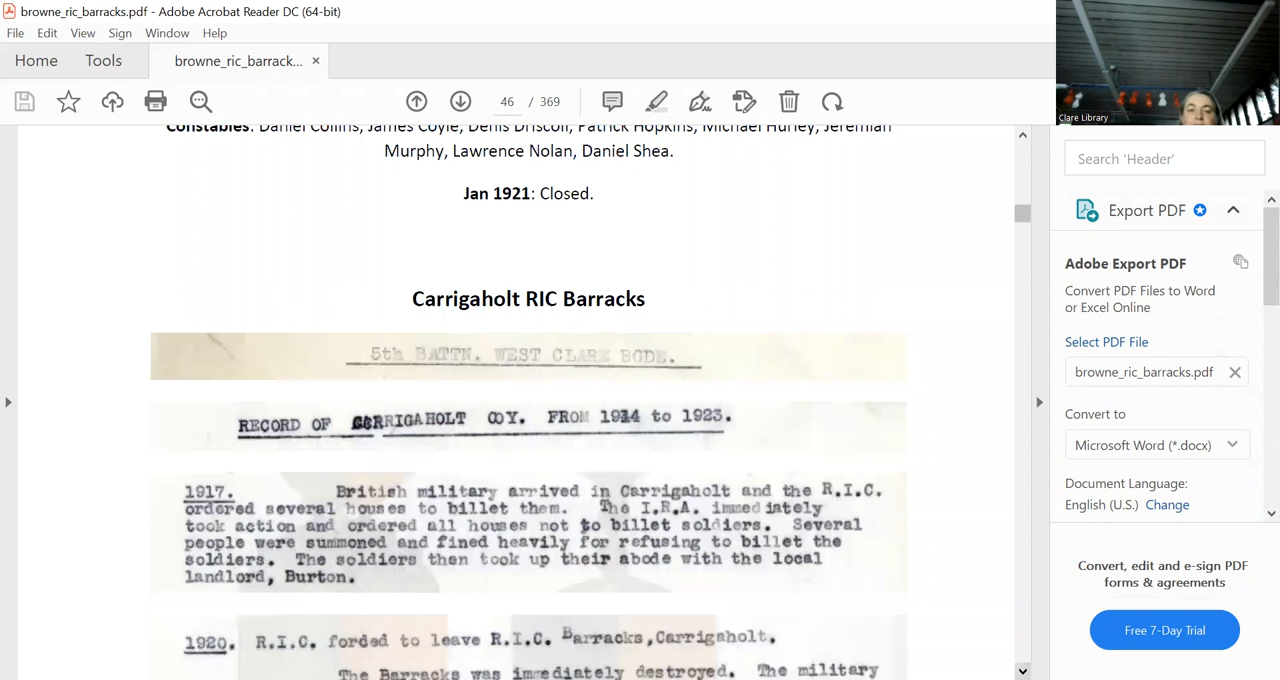 browne_ric_barracks.pdf - Adobe Acrobat Reader DC (64-bit)
File Edit View Sign Window Help
Home Tools browne_ric_barrack... ×
46 / 369
Clare Library
Constables: Daniel Collins, James Coyle, Denis Driscoll, Patrick Hopkins, Michael Hurley, Jeremiah
Murphy, Lawrence Nolan, Daniel Shea.
Jan 1921: Closed.
Carrigaholt RIC Barracks
5th BATTN. WEST CLARE BGDE.
RECORD OF CARRIGAHOLT COY. FROM 1914 to 1923.
1917. British military arrived in Carrigaholt and the R.I.C.
ordered several houses to billet them. The I.R.A. immediately
took action and ordered all houses not to billet soldiers. Several
people were summoned and fined heavily for refusing to billet the
soldiers. The soldiers then took up their abode with the local
landlord, Burton.
1920. R.I.C. forded to leave R.I.C. Barracks, Carrigaholt.
The Barracks was immediately destroyed. The military
Search 'Header'
Export PDF
Adobe Export PDF
Convert PDF Files to Word
or Excel Online
Select PDF File
browne_ric_barracks.pdf
Convert to
Microsoft Word (*.docx)
Document Language:
English (U.S.) Change
Convert, edit and e-sign PDF
forms & agreements
Free 7-Day Trial